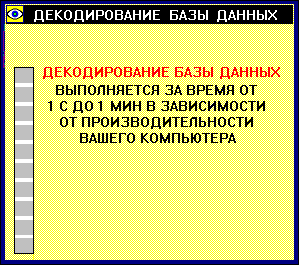 ДЕКОДИРОВАНИЕ БАЗЫ ДАННЫХ
ДЕКОДИРОВАНИЕ БАЗЫ ДАННЫХ
ВЫПОЛНЯЕТСЯ ЗА ВРЕМЯ ОТ
1 С ДО 1 МИН В ЗАВИСИМОСТИ
ОТ ПРОИЗВОДИТЕЛЬНОСТИ
ВАШЕГО КОМПЬЮТЕРА